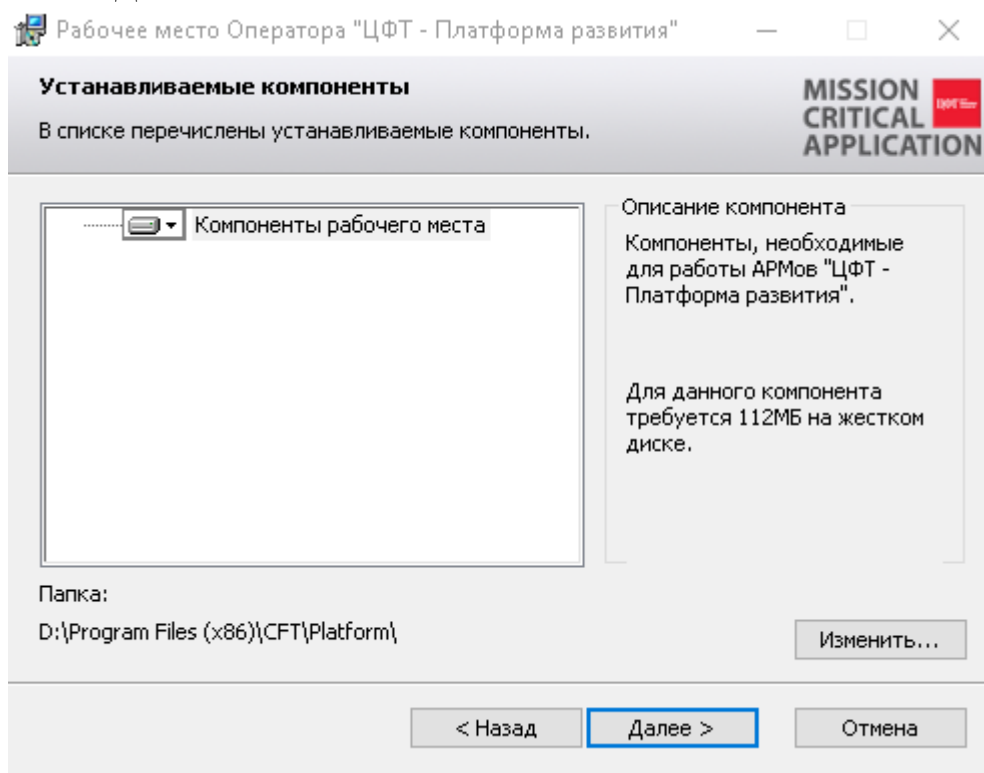 Рабочее место Оператора "ЦФТ - Платформа развития"
Устанавливаемые компоненты
В списке перечислены устанавливаемые компоненты.
MISSION
CRITICAL
APPLICATION
Компоненты рабочего места
Описание компонента
Компоненты, необходимые
для работы АРМов "ЦФТ -
Платформа развития".
Для данного компонента
требуется 112МБ на жестком
диске.
Папка:
D:\Program Files (x86)\CFT\Platform\
Изменить...
< Назад
Далее >
Отмена